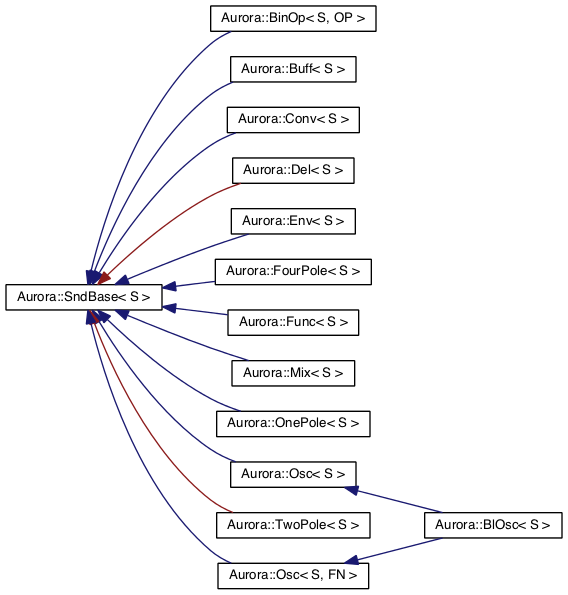 Aurora::BinOp< S, OP >
Aurora::Buff< S >
Aurora::Conv< S >
Aurora::Del< S >
Aurora::Env< S >
Aurora::FourPole< S >
Aurora::SndBase< S >
Aurora::Func< S >
Aurora::Mix< S >
Aurora::OnePole< S >
Aurora::Osc< S >
Aurora::TwoPole< S >
Aurora::BlOsc< S >
Aurora::Osc< S, FN >